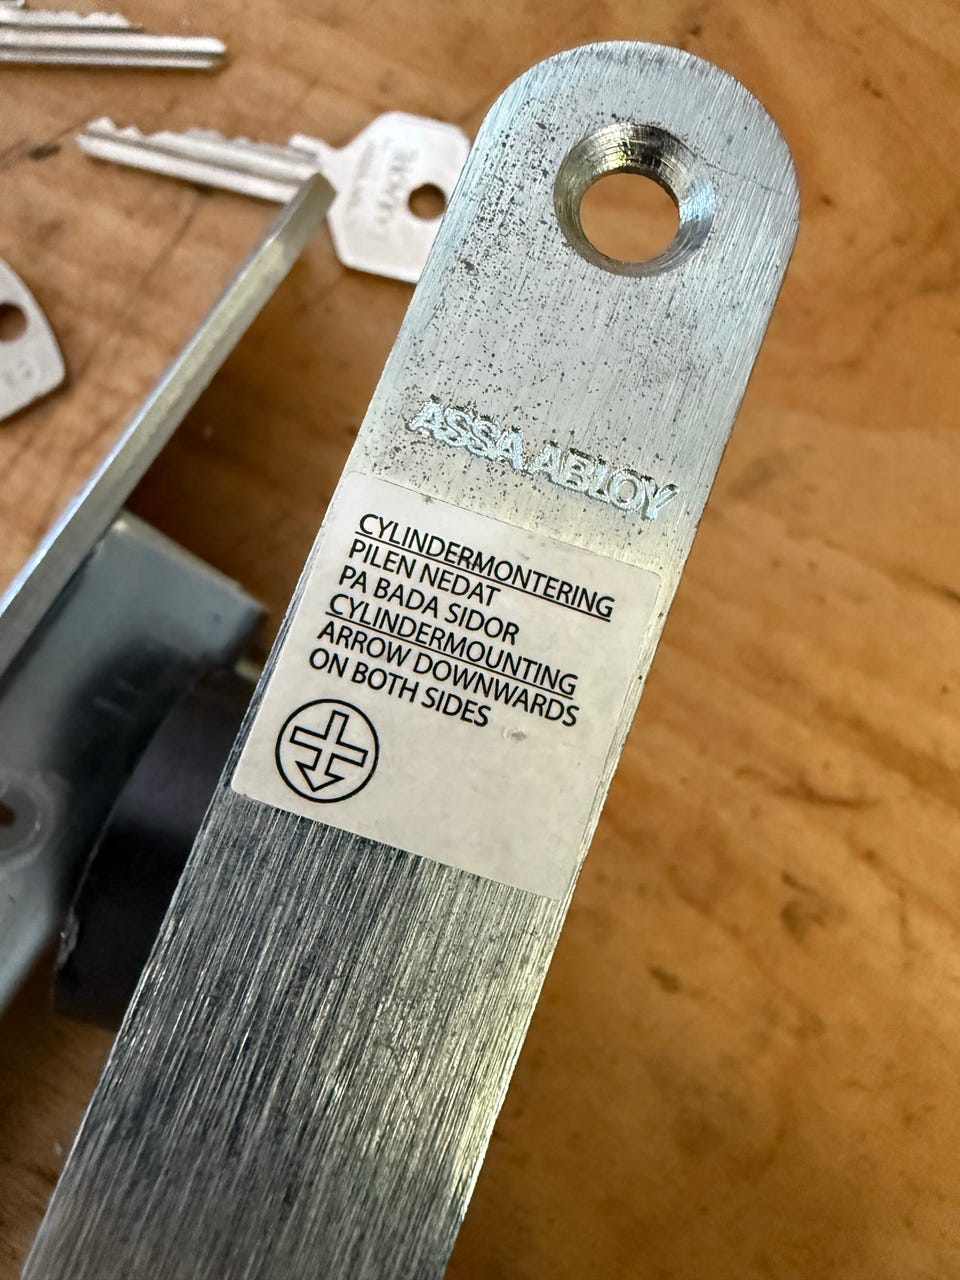 ASSA ABLOY
CYLINDERMONTERING
PILEN NEDAT
PA BADA SIDOR
CYLINDERMOUNTING
ARROW DOWNWARDS
ON BOTH SIDES